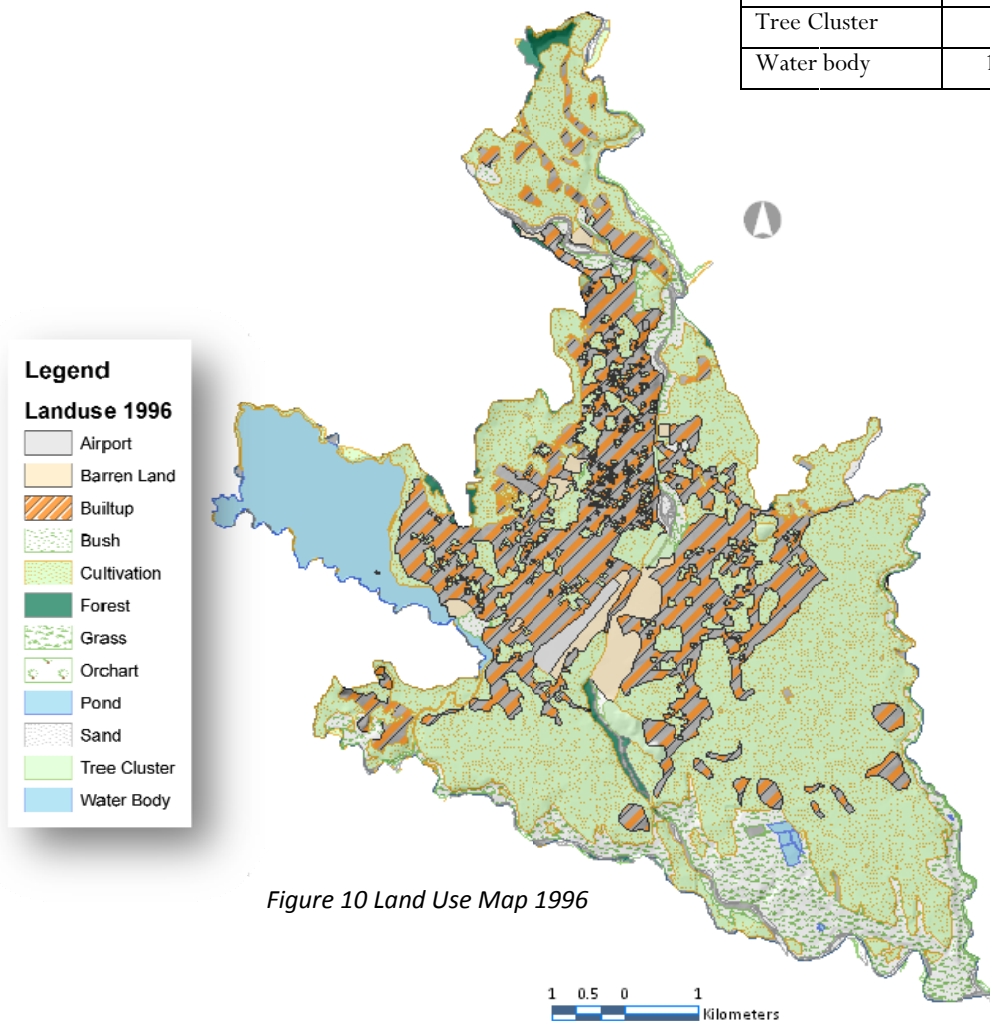 Tree Cluster
Water body 1
Legend
Landuse 1996
Airport
Barren Land
Builtup
Bush
Cultivation
Forest
Grass
Orchart
Pond
Sand
Tree Cluster
Water Body
Figure 10 Land Use Map 1996
1 0.5 0 1
Kilometers